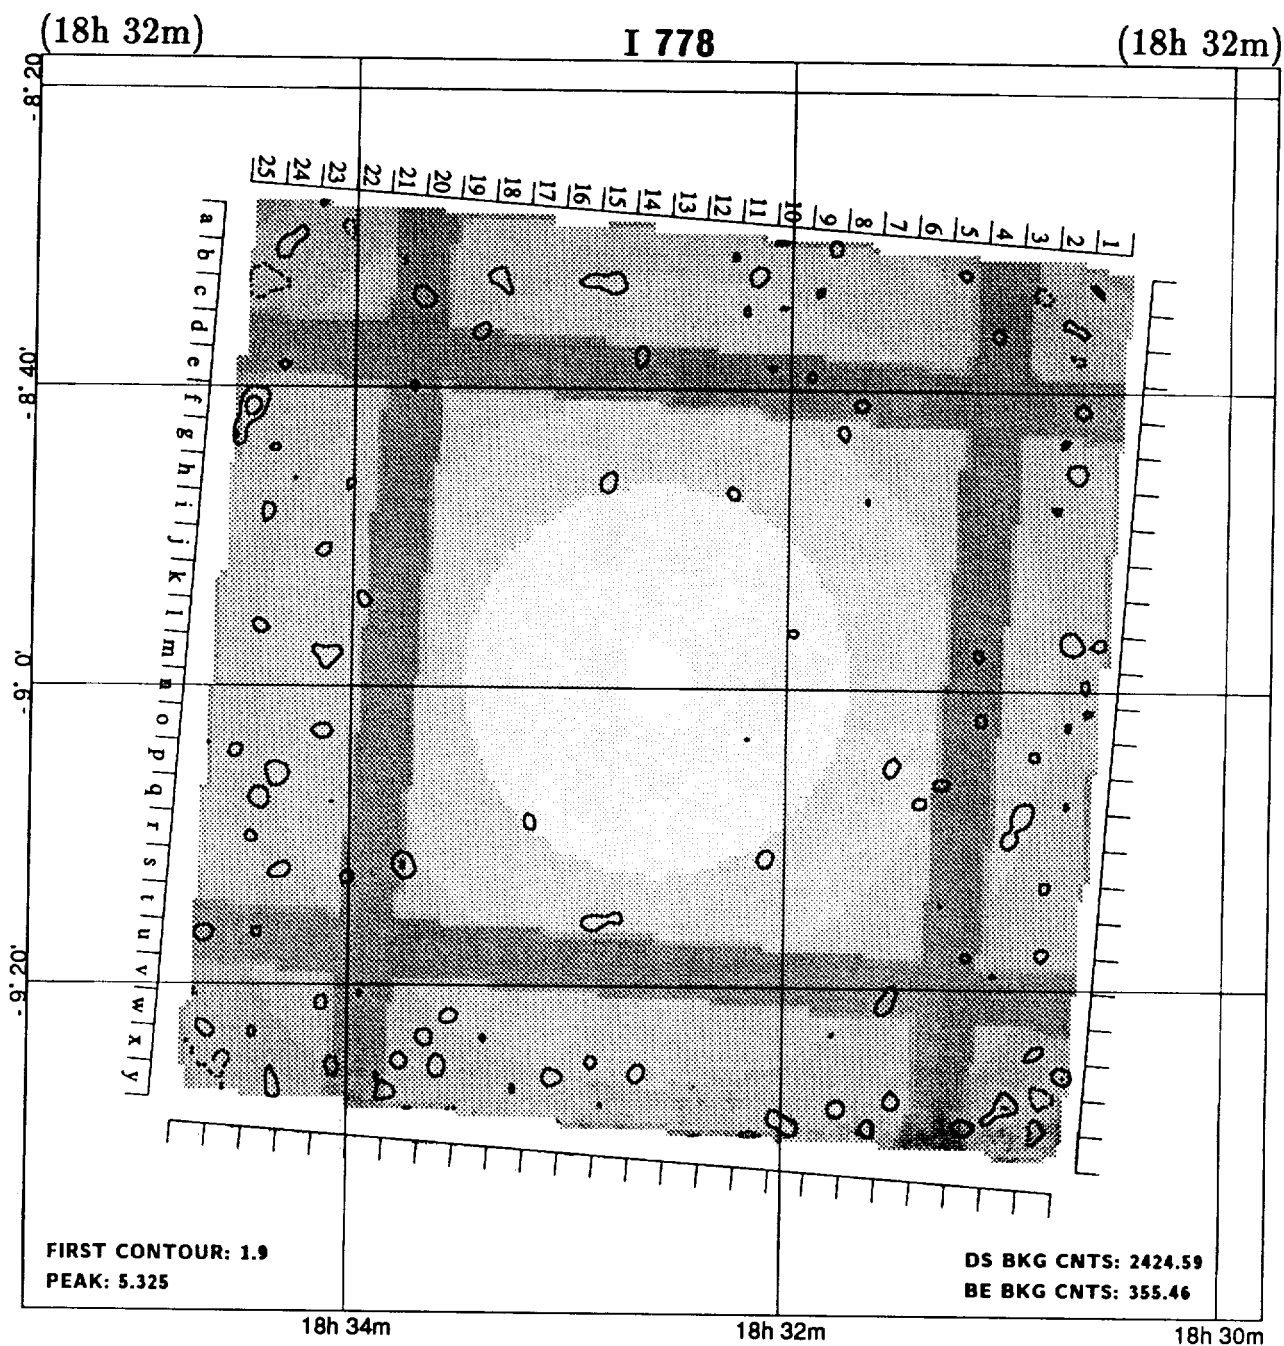 (18h 32m) I 778 (18h 32m)
-8° 20'
25 24 23 22 21 20 19 18 17 16 15 14 13 12 11 10 9 8 7 6 5 4 3 2 1
a b c d e f g h i j k l m n o p q r s t u v w x y
-8° 40'
-9° 0'
-9° 20'
FIRST CONTOUR: 1.9
PEAK: 5.325
DS BKG CNTS: 2424.59
BE BKG CNTS: 355.46
18h 34m 18h 32m 18h 30m